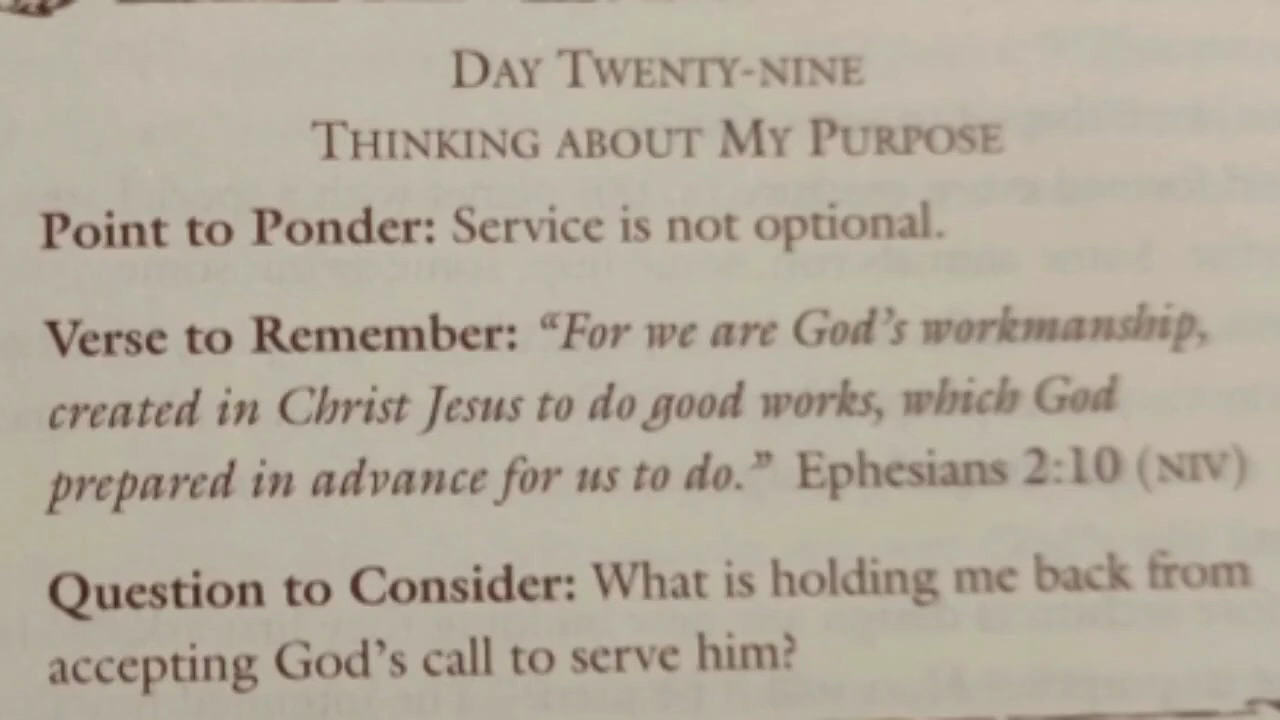 DAY TWENTY-NINE
THINKING ABOUT MY PURPOSE
Point to Ponder: Service is not optional.
Verse to Remember: “For we are God’s workmanship,
created in Christ Jesus to do good works, which God
prepared in advance for us to do.” Ephesians 2:10 (NIV)
Question to Consider: What is holding me back from
accepting God’s call to serve him?